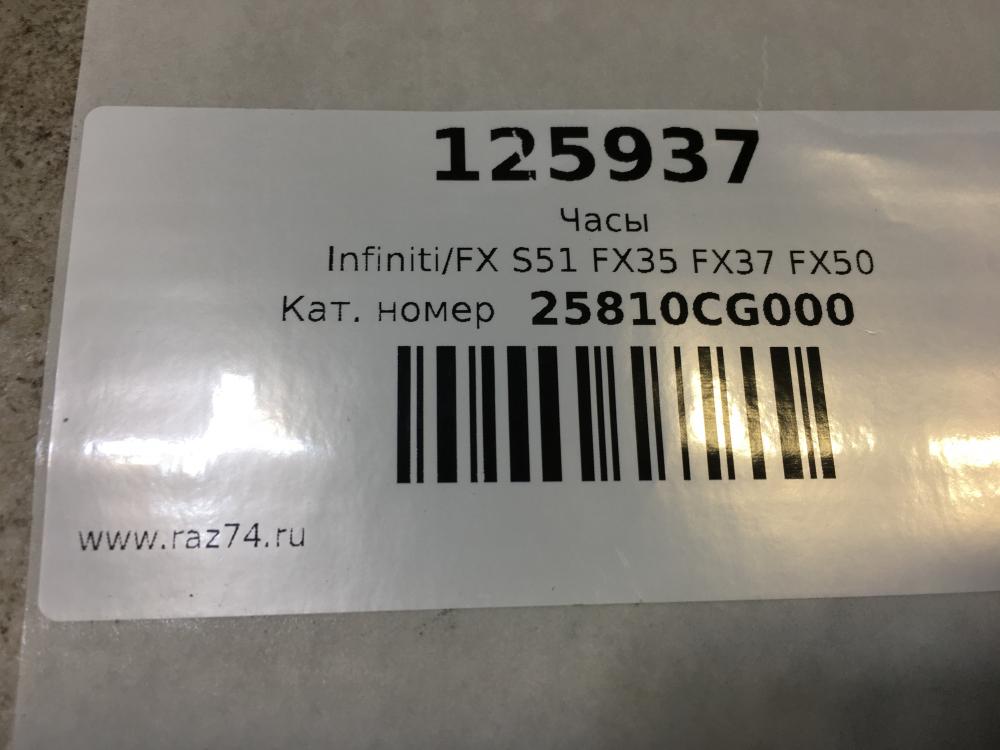 125937
Часы
Infiniti/FX S51 FX35 FX37 FX50
Кат. номер 25810CG000
www.raz74.ru